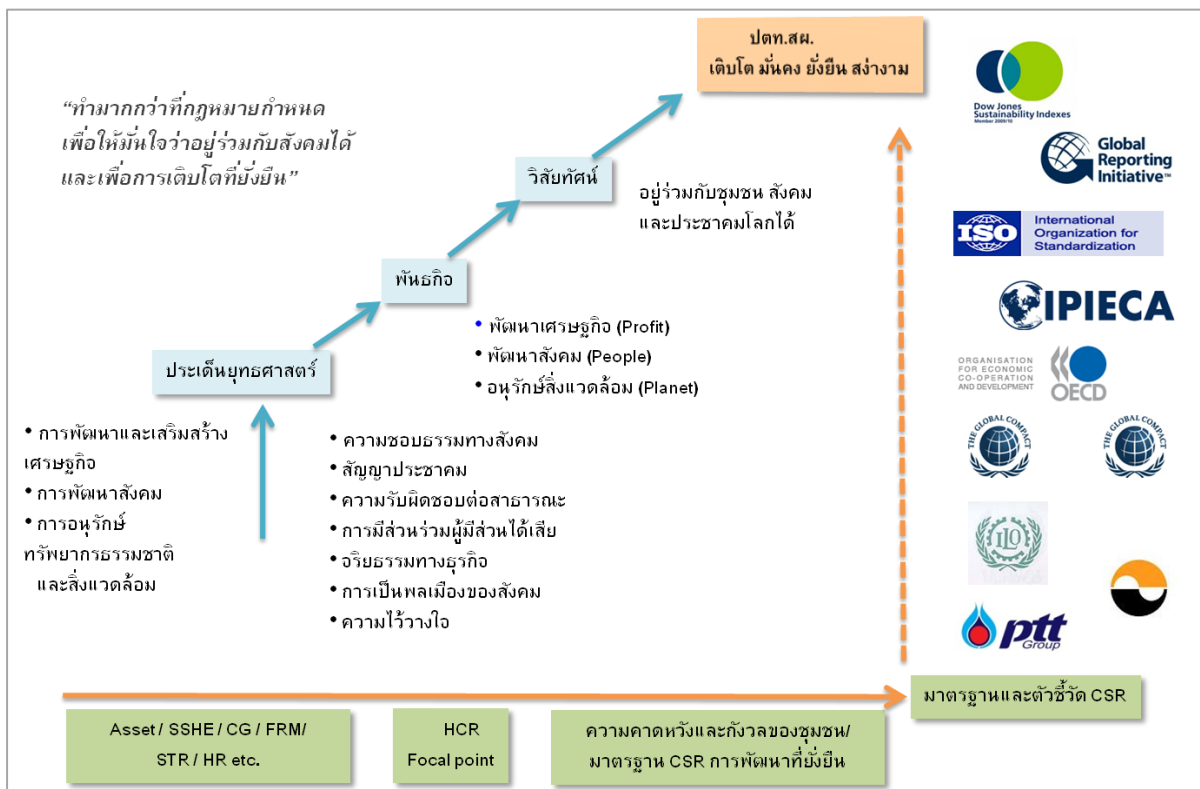 ปตท.สผ.
เติบโต มั่นคง ยั่งยืน สง่างาม
“ทำมากกว่าที่กฎหมายกำหนด
เพื่อให้มั่นใจว่าอยู่ร่วมกับสังคมได้
และเพื่อการเติบโตที่ยั่งยืน”
วิสัยทัศน์
อยู่ร่วมกับชุมชน สังคม
และประชาคมโลกได้
พันธกิจ
• พัฒนาเศรษฐกิจ (Profit)
• พัฒนาสังคม (People)
• อนุรักษ์สิ่งแวดล้อม (Planet)
ประเด็นยุทธศาสตร์
• การพัฒนาและเสริมสร้าง
เศรษฐกิจ
• การพัฒนาสังคม
• การอนุรักษ์
ทรัพยากรธรรมชาติ
และสิ่งแวดล้อม
• ความชอบธรรมทางสังคม
• สัญญาประชาคม
• ความรับผิดชอบต่อสาธารณะ
• การมีส่วนร่วมผู้มีส่วนได้เสีย
• จริยธรรมทางธุรกิจ
• การเป็นพลเมืองของสังคม
• ความไว้วางใจ
Dow Jones
Sustainability Indexes
Member 2009/10
Global
Reporting
Initiative™
ISO
International
Organization for
Standardization
IPIECA
ORGANISATION
FOR ECONOMIC
CO-OPERATION
AND DEVELOPMENT
OECD
THE GLOBAL COMPACT
THE GLOBAL COMPACT
ILO
ptt
Group
มาตรฐานและตัวชี้วัด CSR
Asset / SSHE / CG / FRM/
STR / HR etc.
HCR
Focal point
ความคาดหวังและกังวลของชุมชน/
มาตรฐาน CSR การพัฒนาที่ยั่งยืน